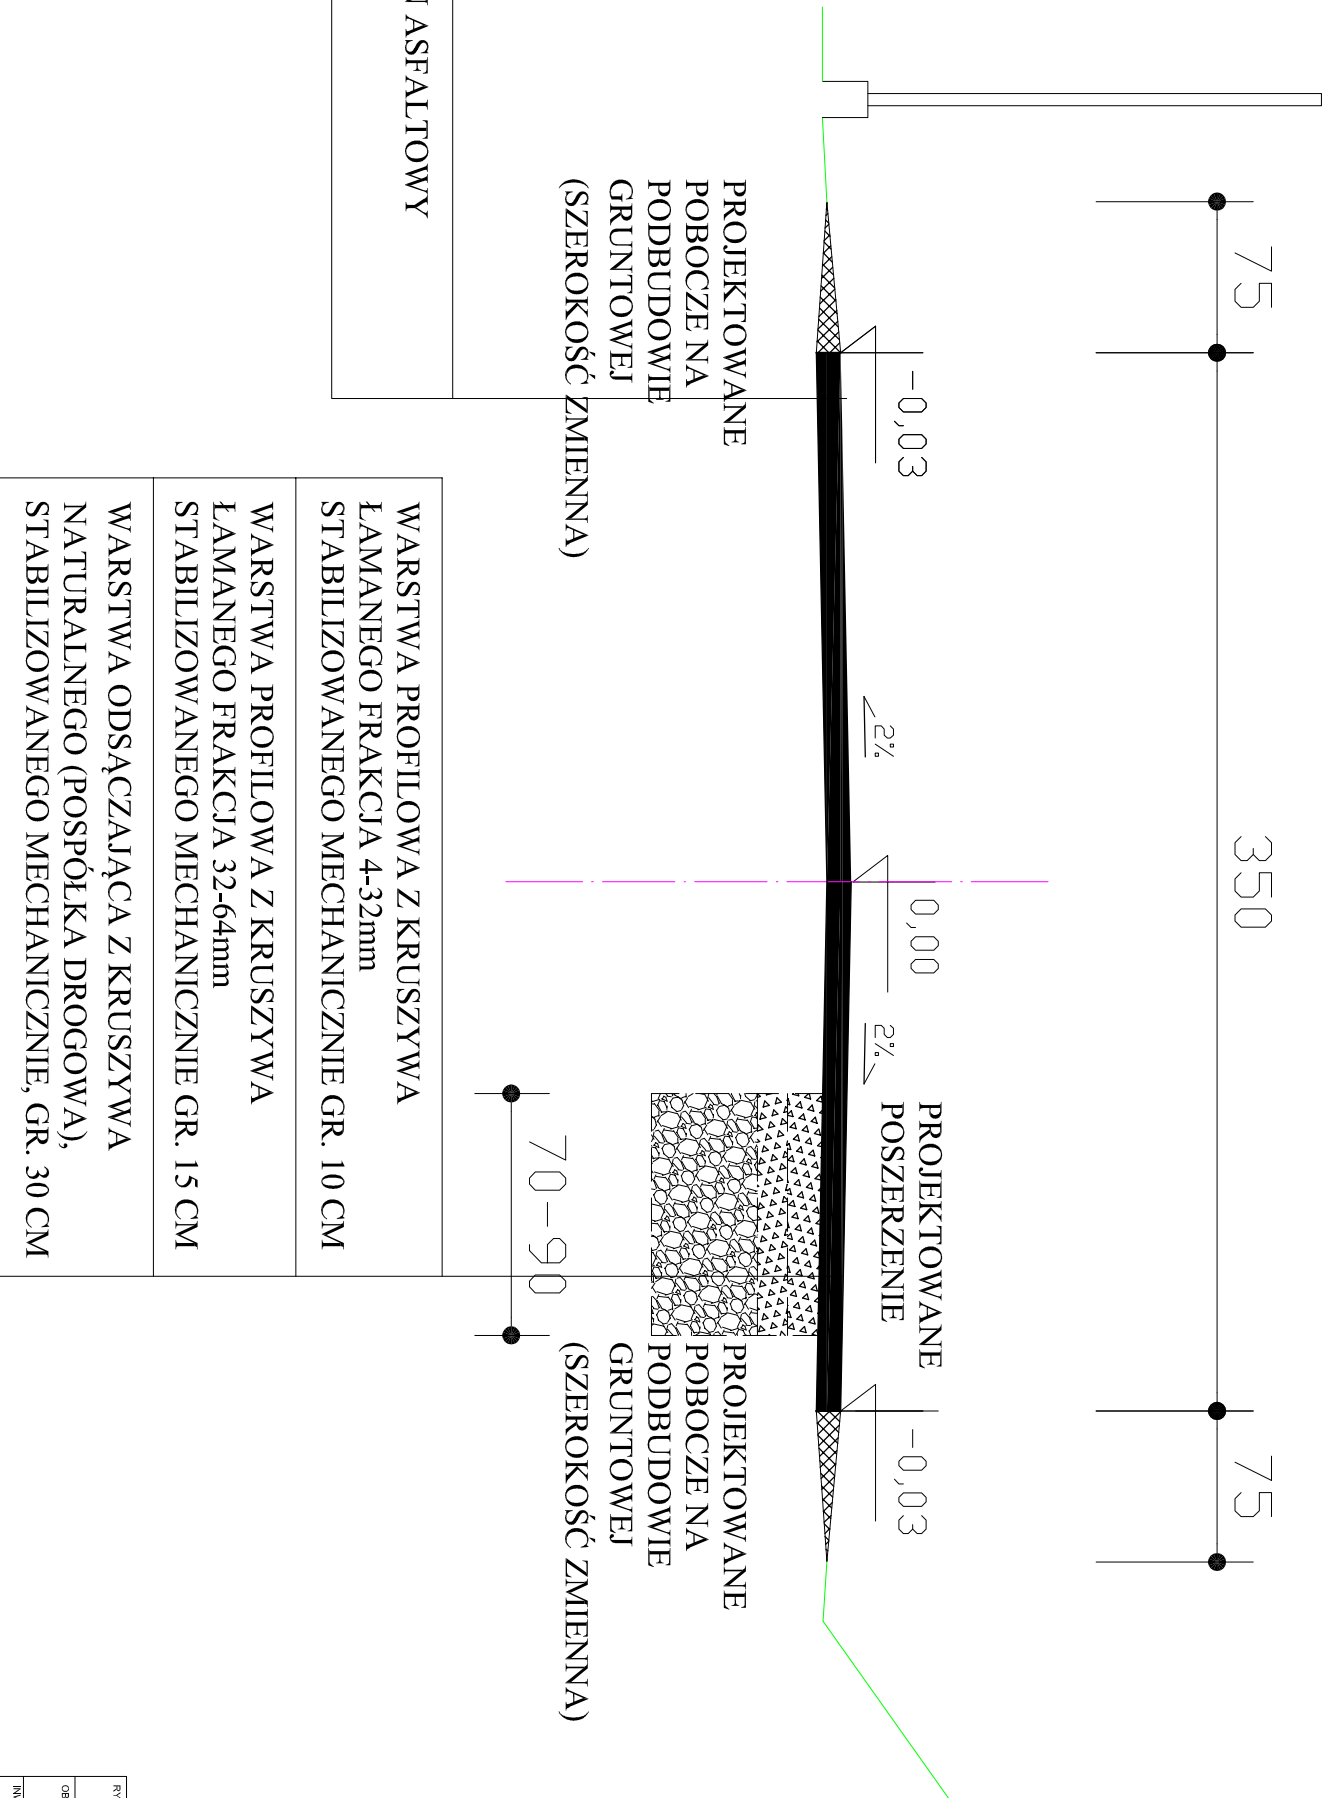 75
350
75
-0,03
0,00
-0,03
2%
2%
PROJEKTOWANE
POSZERZENIE
PROJEKTOWANE
POBOCZE NA
PODBUDOWIE
GRUNTOWEJ
(SZEROKOŚĆ ZMIENNA)
PROJEKTOWANE
POBOCZE NA
PODBUDOWIE
GRUNTOWEJ
(SZEROKOŚĆ ZMIENNA)
70-90
ASFALTOWY
WARSTWA PROFILOWA Z KRUSZYWA
ŁAMANEGO FRAKCJA 4-32mm
STABILIZOWANEGO MECHANICZNIE GR. 10 CM
WARSTWA PROFILOWA Z KRUSZYWA
ŁAMANEGO FRAKCJA 32-64mm
STABILIZOWANEGO MECHANICZNIE GR. 15 CM
WARSTWA ODSĄCZAJĄCA Z KRUSZYWA
NATURALNEGO (POSPÓŁKA DROGOWA),
STABILIZOWANEGO MECHANICZNIE, GR. 30 CM